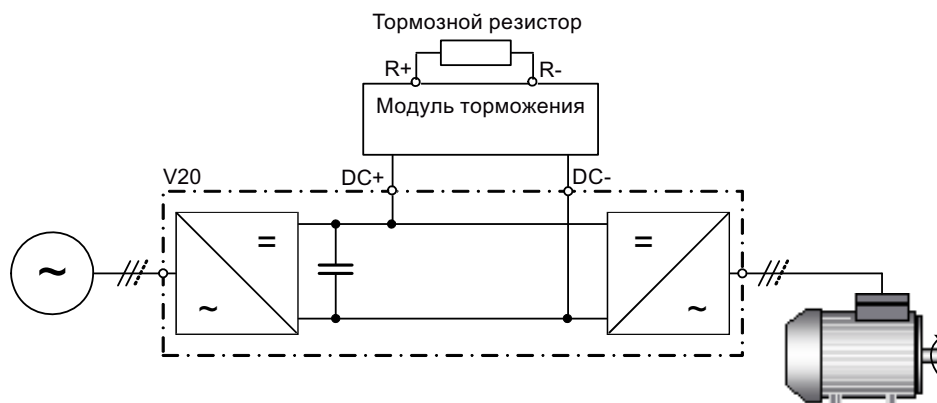 Тормозной резистор
R+ R-
Модуль торможения
V20 DC+ DC-
= =
~ ~ ~